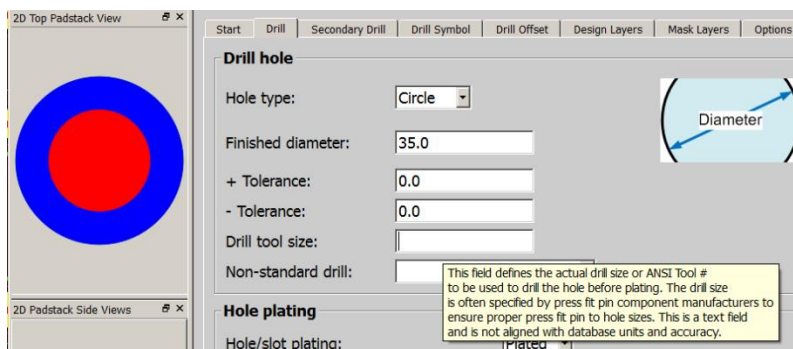 2D Top Padstack View
Start Drill Secondary Drill Drill Symbol Drill Offset Design Layers Mask Layers Options
Drill hole
Hole type: Circle
Diameter
Finished diameter: 35.0
+ Tolerance: 0.0
- Tolerance: 0.0
Drill tool size:
Non-standard drill:
This field defines the actual drill size or ANSI Tool #
to be used to drill the hole before plating. The drill size
is often specified by press fit pin component manufacturers to
ensure proper press fit pin to hole sizes. This is a text field
and is not aligned with database units and accuracy.
2D Padstack Side Views
Hole plating
Hole/slot plating: Plated